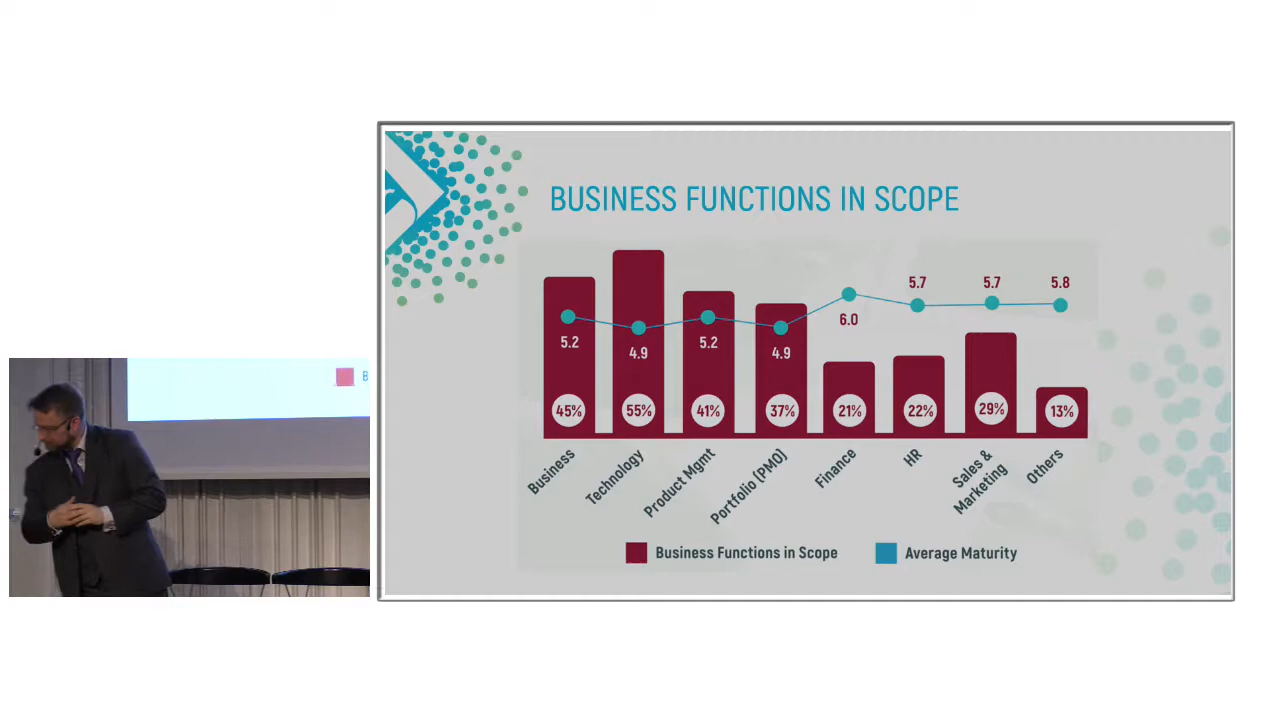 BUSINESS FUNCTIONS IN SCOPE
5.7
5.7
5.8
5.2
4.9
5.2
4.9
6.0
45%
55%
41%
37%
21%
22%
29%
13%
Business
Technology
Product Mgmt
Portfolio (PMO)
Finance
HR
Sales &
Marketing
Others
Business Functions in Scope
Average Maturity
B